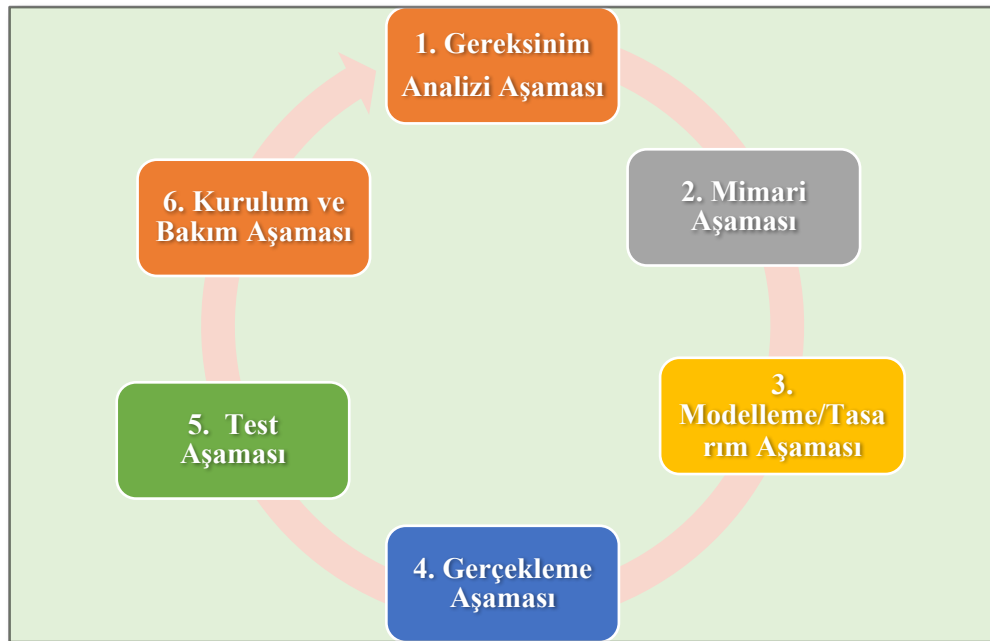 1. Gereksinim
Analizi Aşaması
2. Mimari
Aşaması
3.
Modelleme/Tasa
rım Aşaması
4. Gerçekleme
Aşaması
5. Test
Aşaması
6. Kurulum ve
Bakım Aşaması